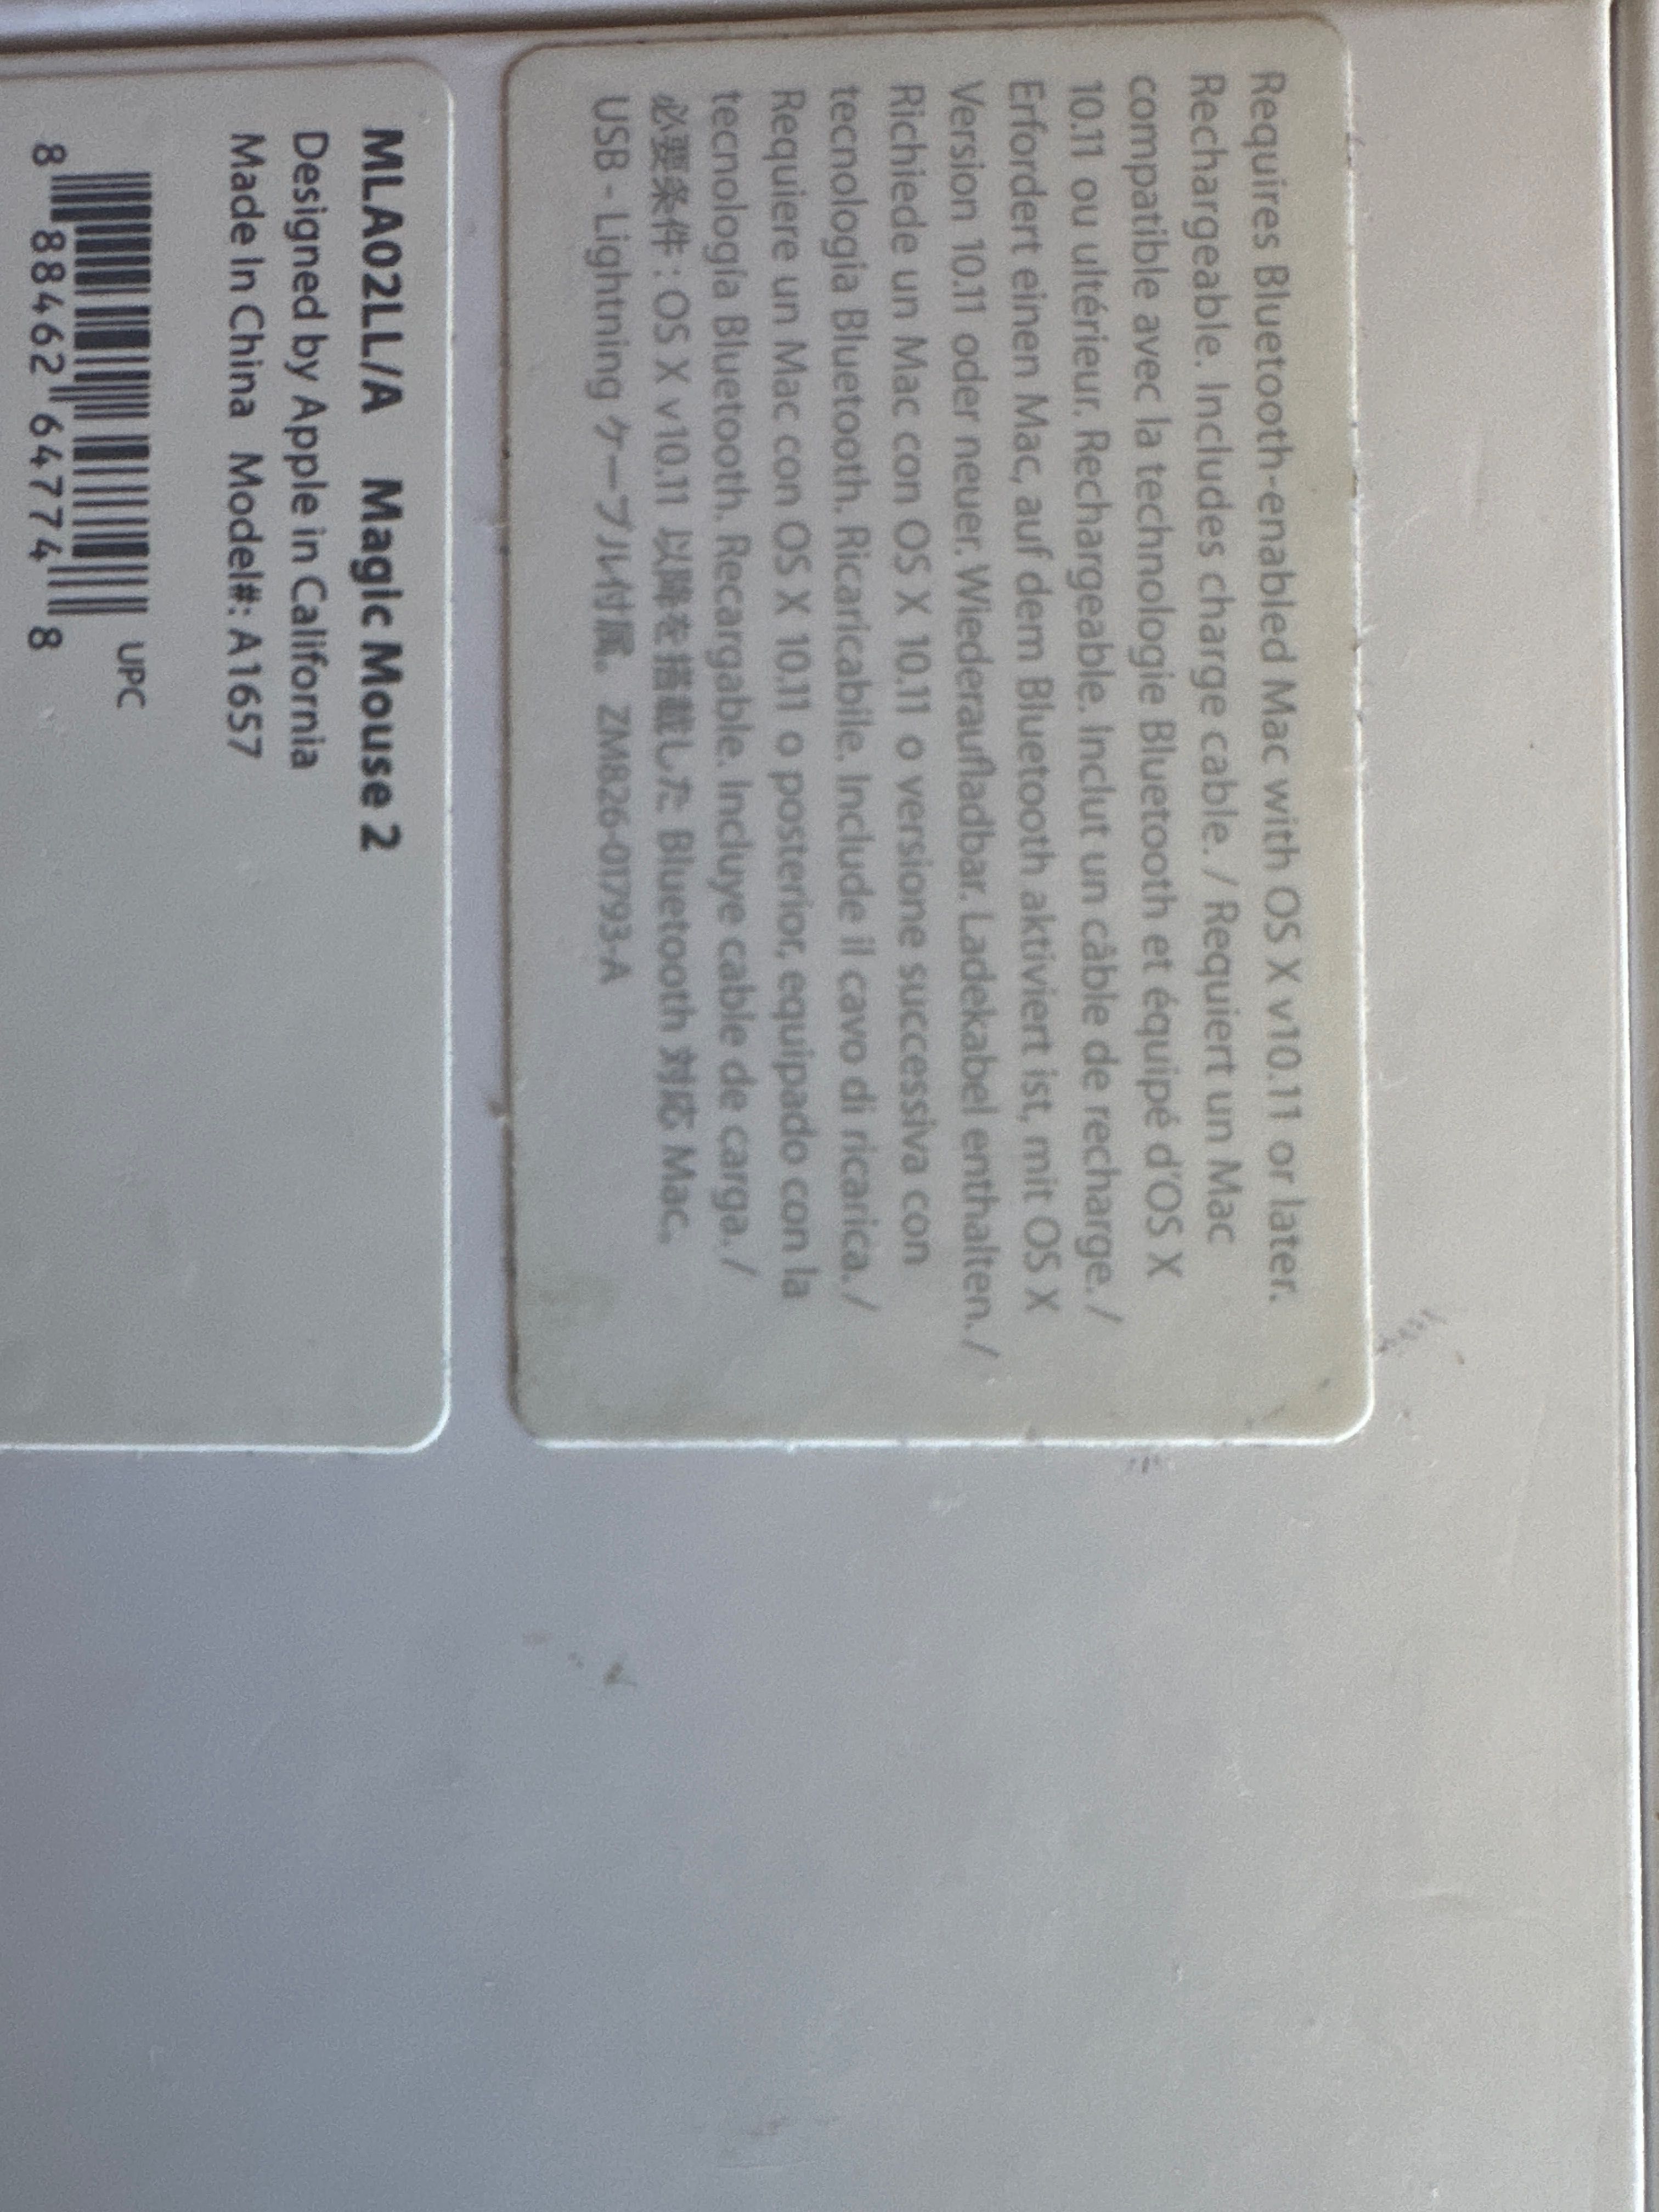 Requires Bluetooth-enabled Mac with OS X v10.11 or later.
Rechargeable. Includes charge cable. / Requiert un Mac
compatible avec la technologie Bluetooth et équipé d'OS X
10.11 ou ultérieur. Rechargeable. Inclut un câble de recharge. /
Erfordert einen Mac, auf dem Bluetooth aktiviert ist, mit OS X
Version 10.11 oder neuer. Wiederaufladbar. Ladekabel enthalten. /
Richiede un Mac con OS X 10.11 o versione successiva con
tecnologia Bluetooth. Ricaricabile. Include il cavo di ricarica. /
Requiere un Mac con OS X 10.11 o posterior, equipado con la
tecnología Bluetooth. Recargable. Incluye cable de carga. /
必要条件 : OS X v10.11 以降を搭載した Bluetooth 対応 Mac。
USB - Lightning ケーブル付属。 ZM826-01793-A
MLA02LL/A Magic Mouse 2
Designed by Apple in California
Made In China Model#: A1657
UPC
8 88462 64774 8